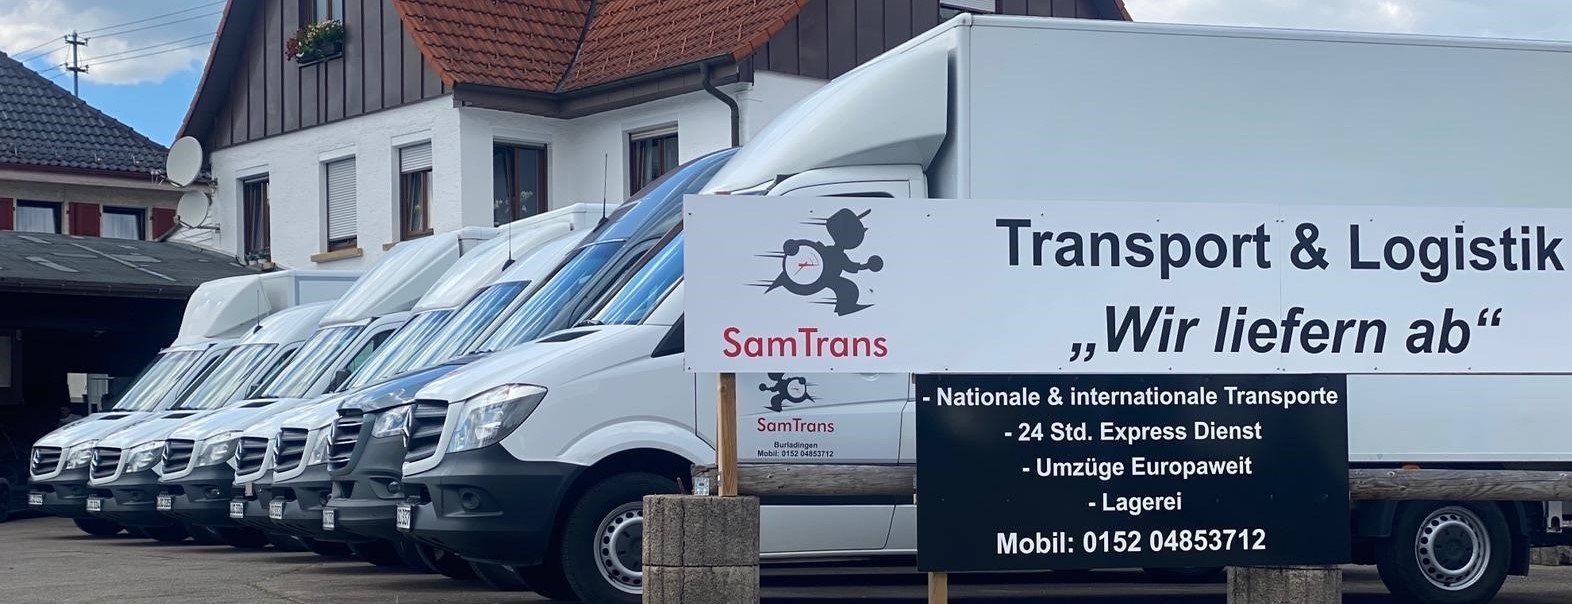 Transport & Logistik
„Wir liefern ab“
SamTrans
- Nationale & internationale Transporte
- 24 Std. Express Dienst
- Umzüge Europaweit
- Lagerei
Mobil: 0152 04853712
SamTrans
Burladingen
Mobil: 0152 04853712